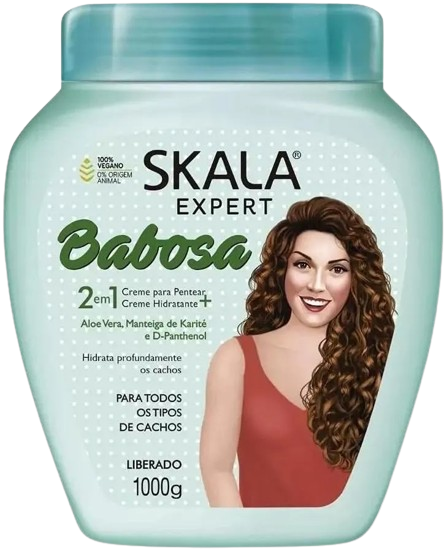 100%
VEGANO
0% ORIGEM
ANIMAL
SKALA®
EXPERT
Babosa
2em1 Creme para Pentear
Creme Hidratante +
Aloe Vera, Manteiga de Karité
e D-Panthenol
Hidrata profundamente
os cachos
PARA TODOS
OS TIPOS
DE CACHOS
LIBERADO
1000g